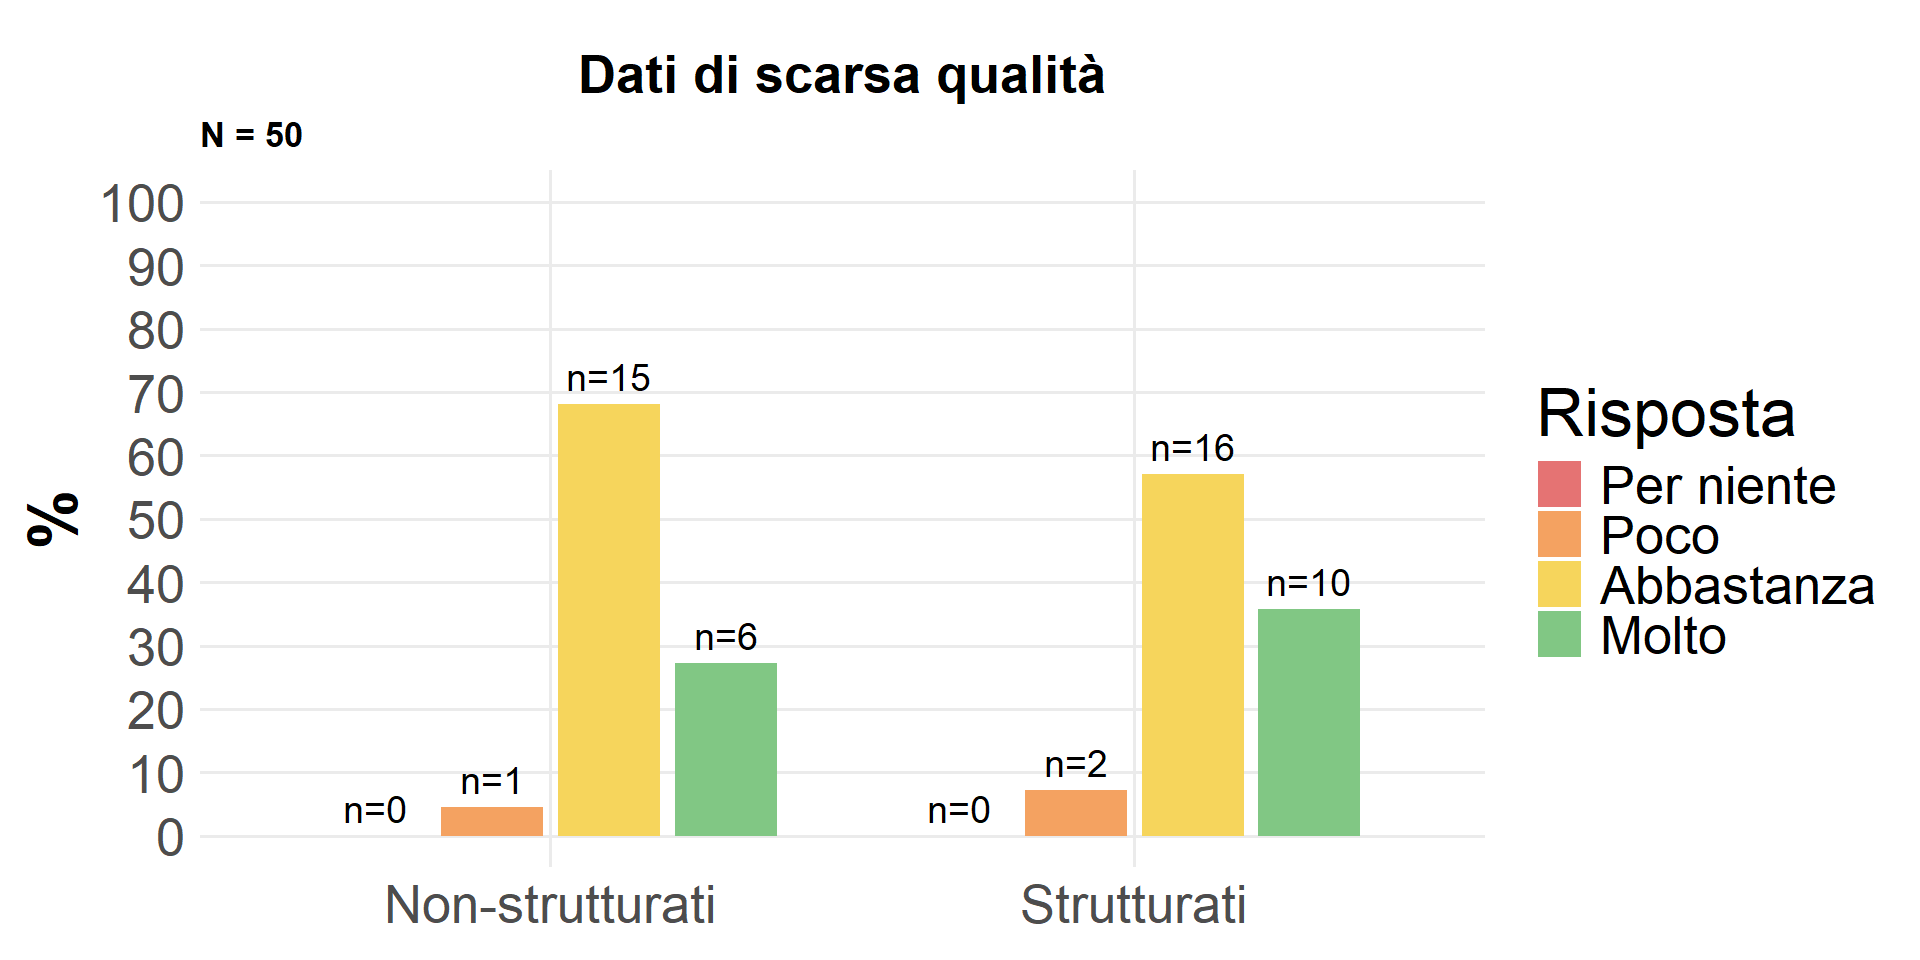 Dati di scarsa qualità
N = 50
100
90
80
70
60
50
40
30
20
10
0
%
n=0
n=1
n=15
n=6
n=0
n=2
n=16
n=10
Non-strutturati
Strutturati
Risposta
Per niente
Poco
Abbastanza
Molto